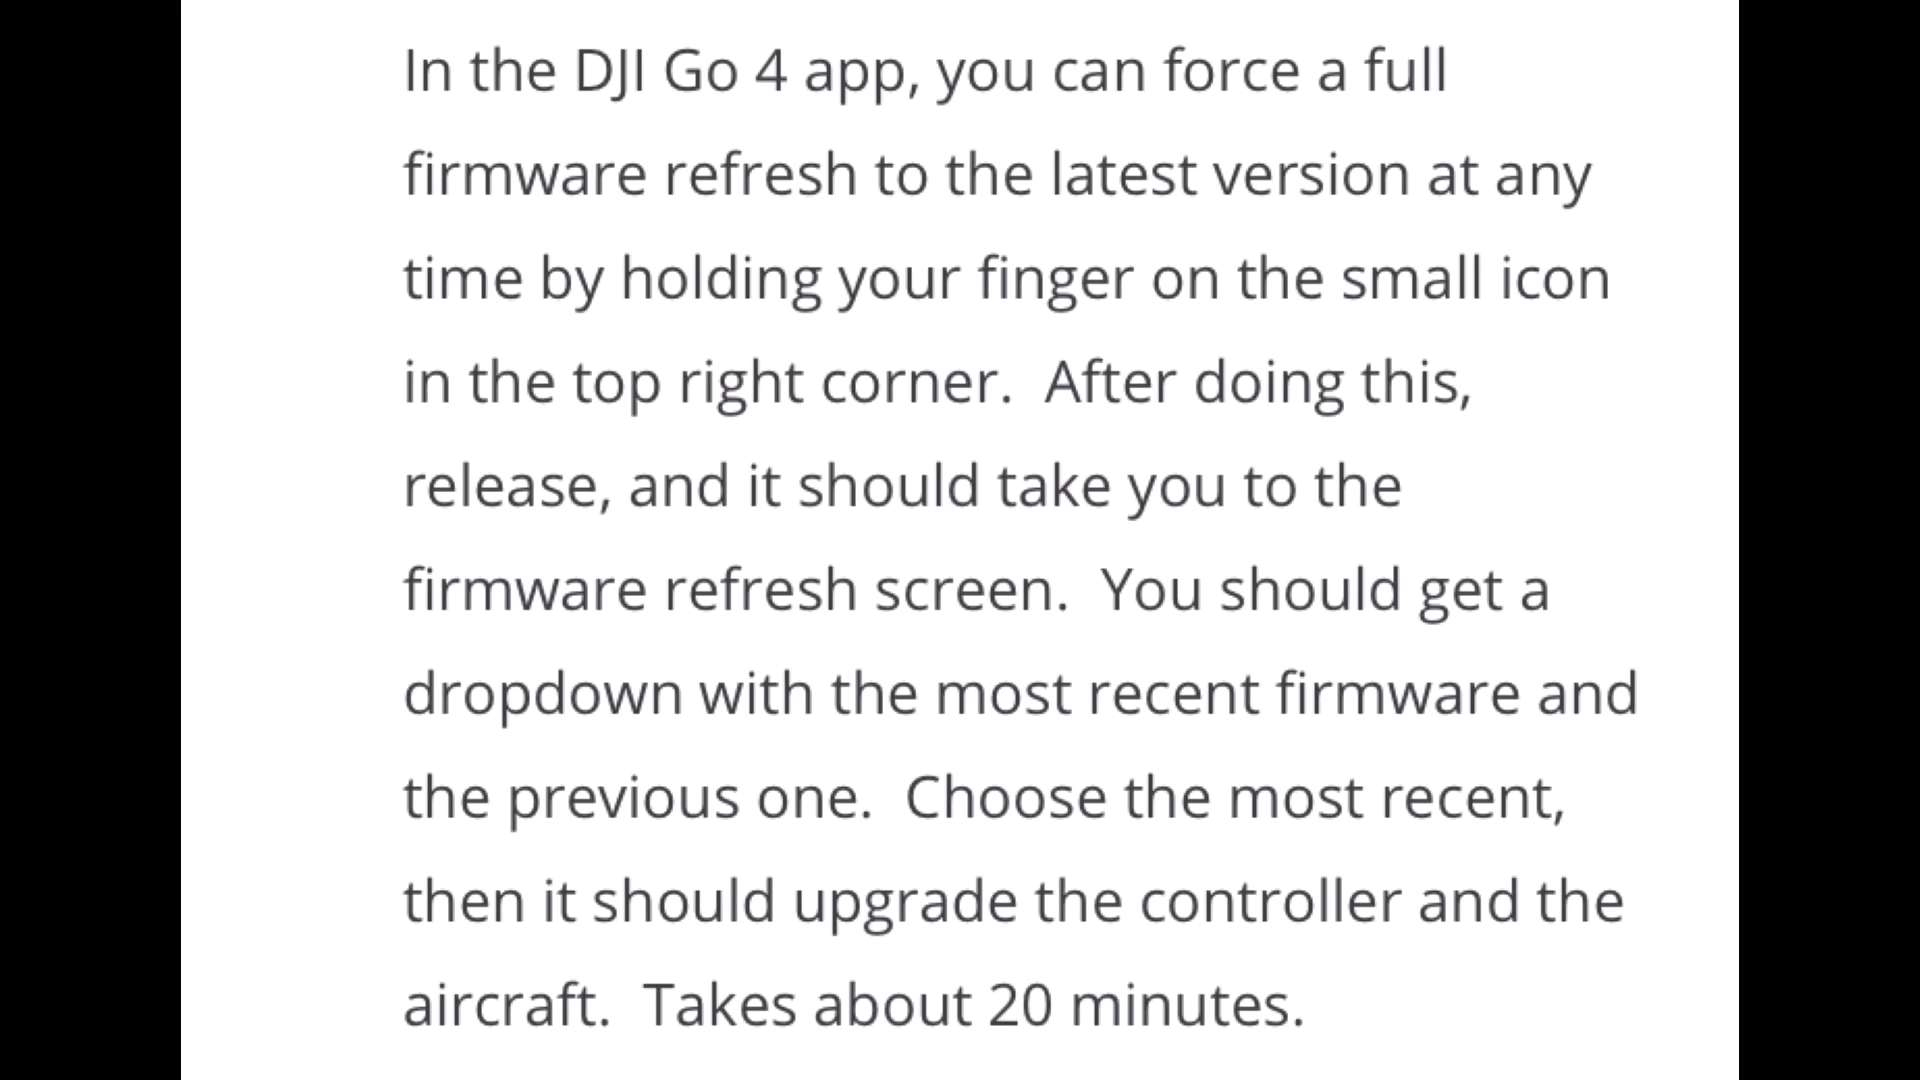 In the DJI Go 4 app, you can force a full
firmware refresh to the latest version at any
time by holding your finger on the small icon
in the top right corner.  After doing this,
release, and it should take you to the
firmware refresh screen.  You should get a
dropdown with the most recent firmware and
the previous one.  Choose the most recent,
then it should upgrade the controller and the
aircraft.  Takes about 20 minutes.